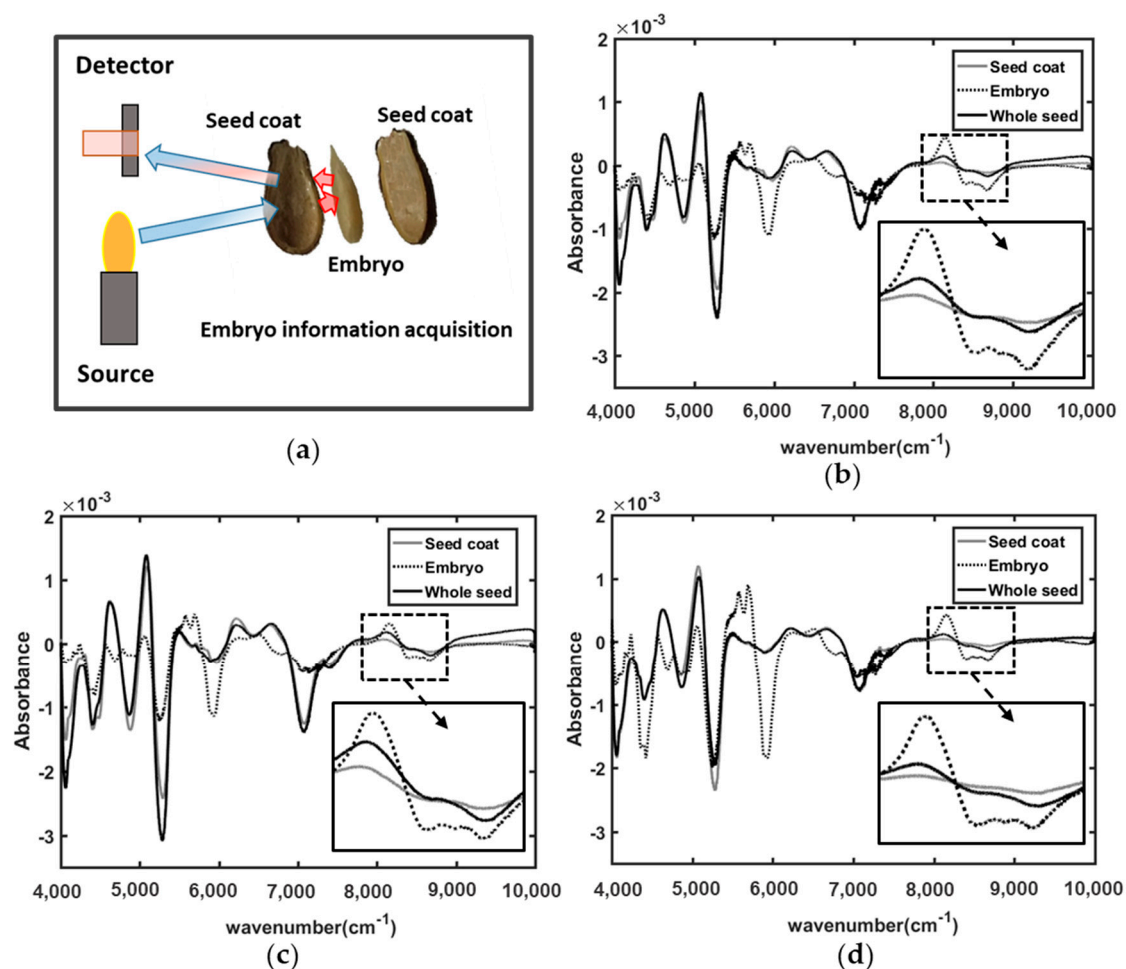 Detector
Seed coat
Seed coat
Embryo
Embryo information acquisition
Source
(a)
×10⁻³
2
1
0
-1
-2
-3
Absorbance
Seed coat
Embryo
Whole seed
4,000 5,000 6,000 7,000 8,000 9,000 10,000
wavenumber(cm⁻¹)
(b)
×10⁻³
2
1
0
-1
-2
-3
Absorbance
Seed coat
Embryo
Whole seed
4,000 5,000 6,000 7,000 8,000 9,000 10,000
wavenumber(cm⁻¹)
(c)
×10⁻³
2
1
0
-1
-2
-3
Absorbance
Seed coat
Embryo
Whole seed
4,000 5,000 6,000 7,000 8,000 9,000 10,000
wavenumber(cm⁻¹)
(d)